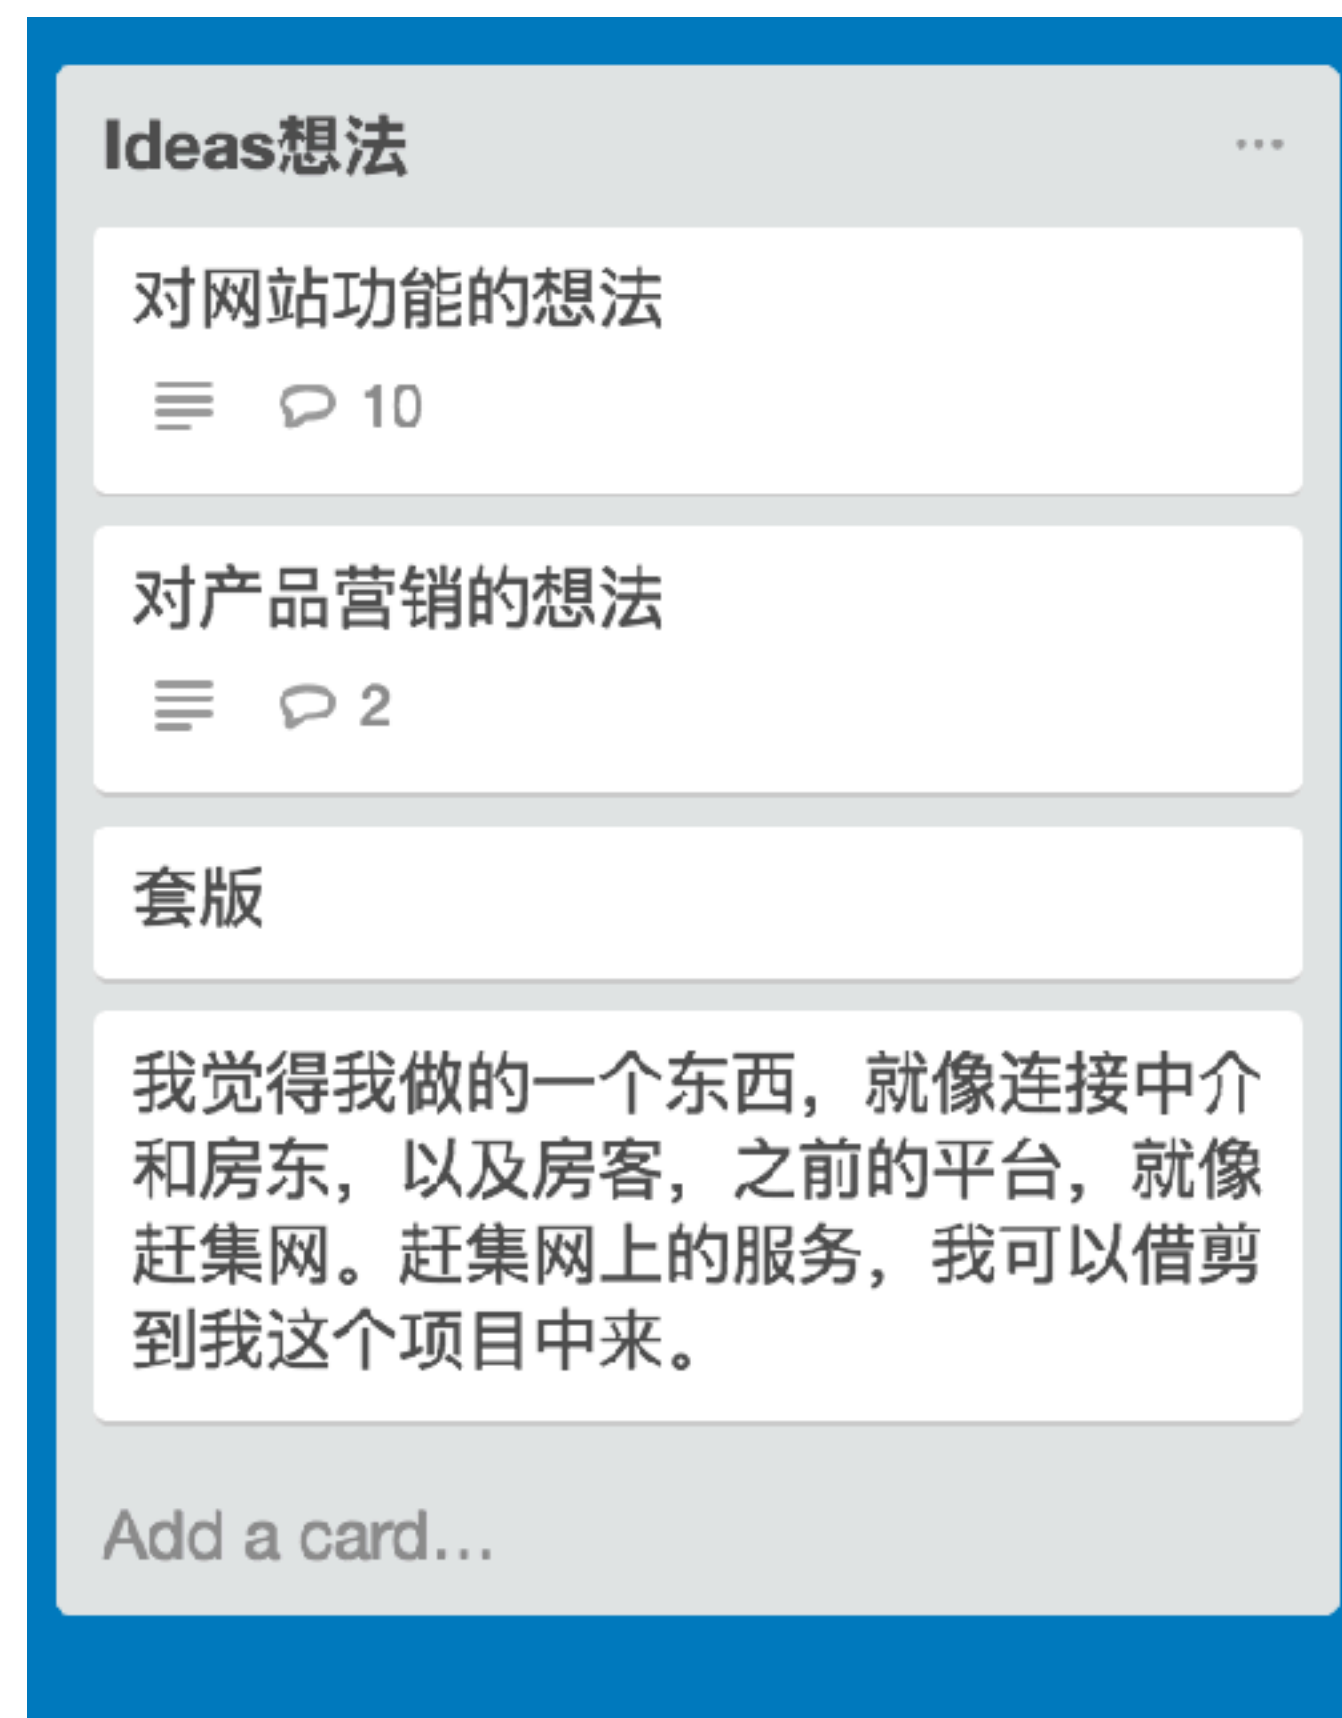 Ideas想法
...
对网站功能的想法
10
对产品营销的想法
2
套版
我觉得我做的一个东西，就像连接中介
和房东，以及房客，之前的平台，就像
赶集网。赶集网上的服务，我可以借剪
到我这个项目中来。
Add a card...